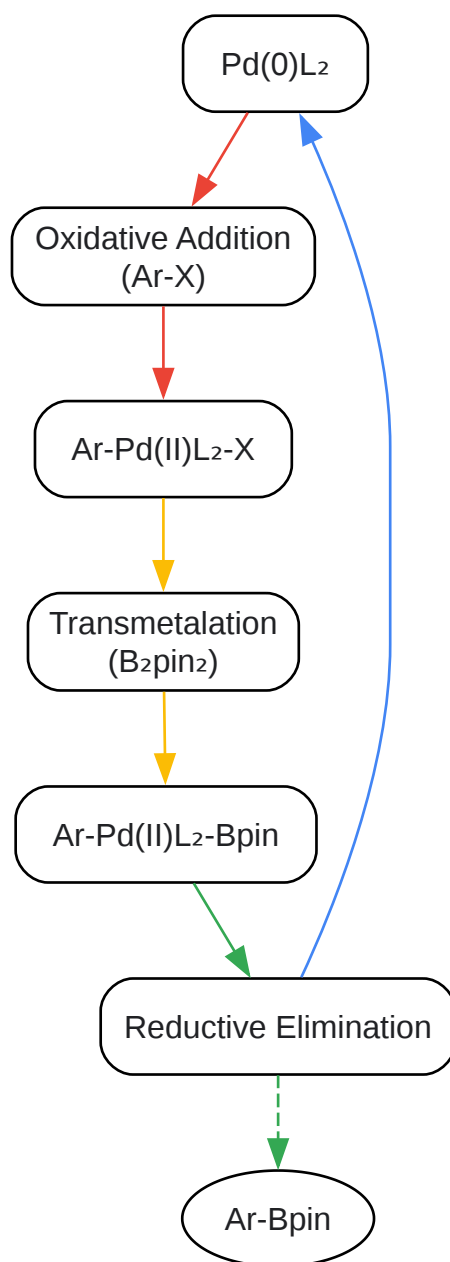 Pd(0)L₂
Oxidative Addition
(Ar-X)
Ar-Pd(II)L₂-X
Transmetalation
(B₂pin₂)
Ar-Pd(II)L₂-Bpin
Reductive Elimination
Ar-Bpin